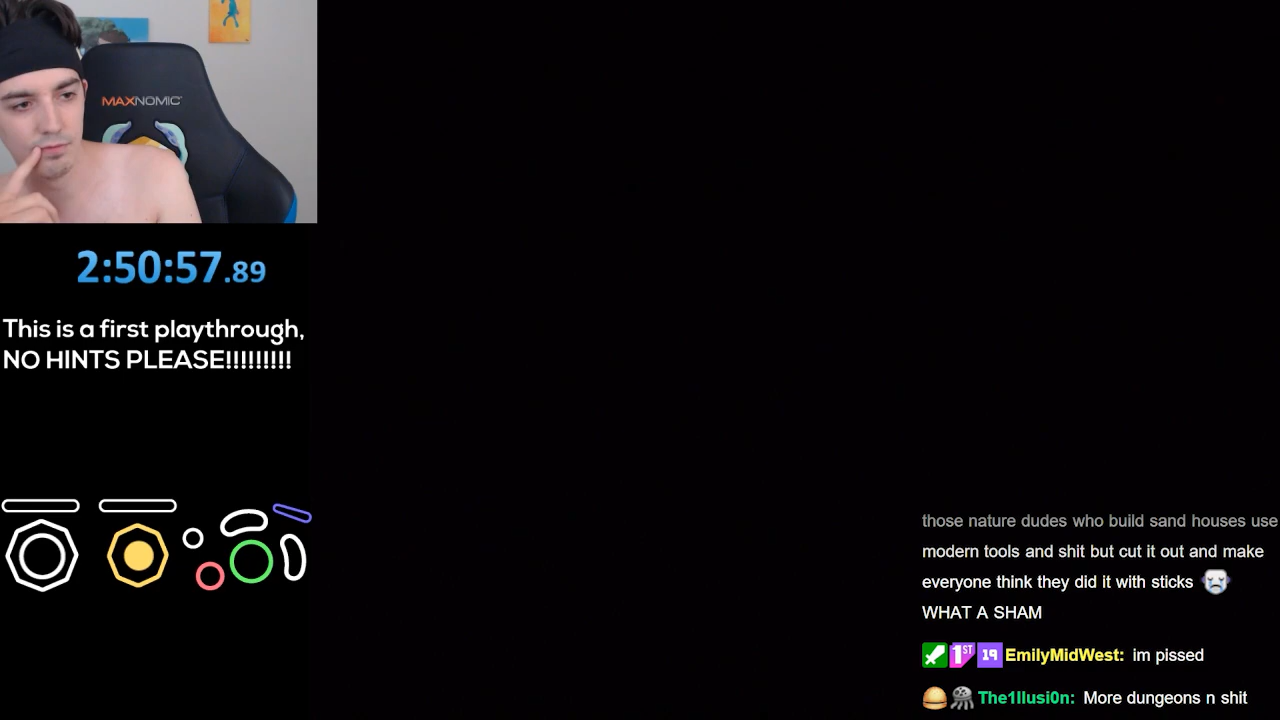 MAXNOMIC
2:50:57.89
This is a first playthrough,
NO HINTS PLEASE!!!!!!!!!
those nature dudes who build sand houses use
modern tools and shit but cut it out and make
everyone think they did it with sticks
WHAT A SHAM
1ST 19 EmilyMidWest: im pissed
The1llusi0n: More dungeons n shit